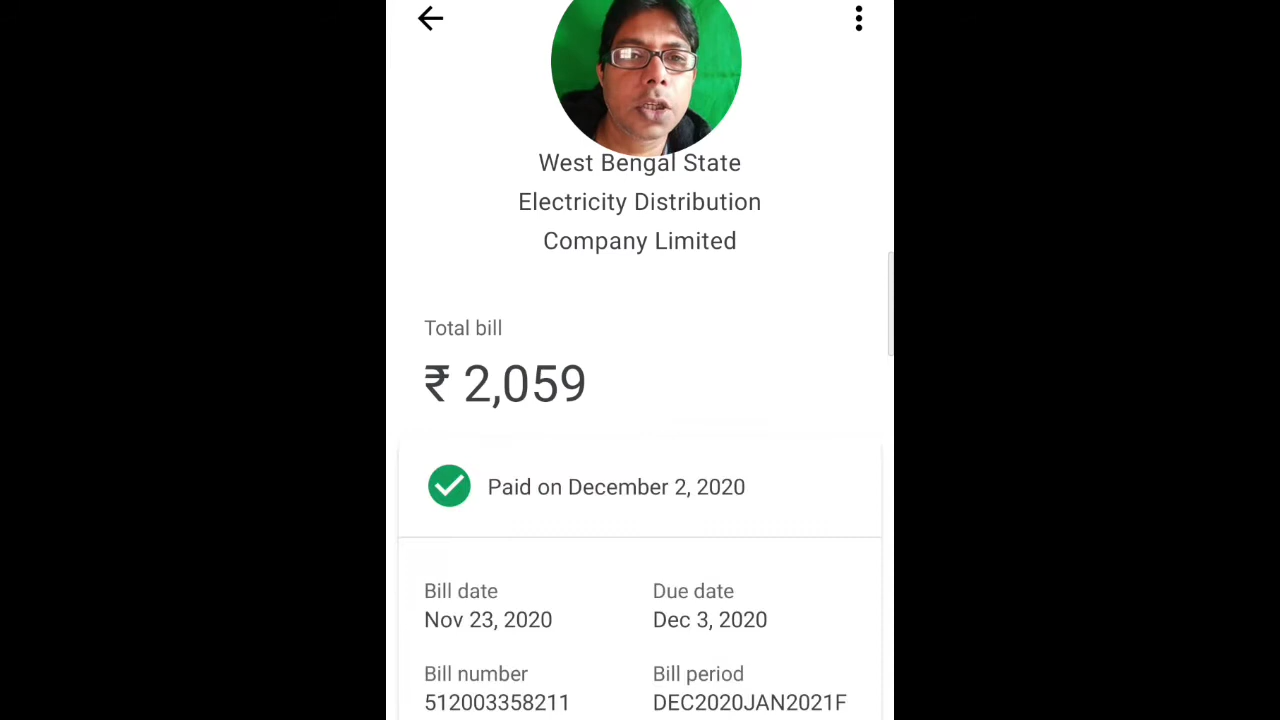 West Bengal State
Electricity Distribution
Company Limited
Total bill
₹ 2,059
Paid on December 2, 2020
Bill date
Nov 23, 2020
Due date
Dec 3, 2020
Bill number
512003358211
Bill period
DEC2020JAN2021F